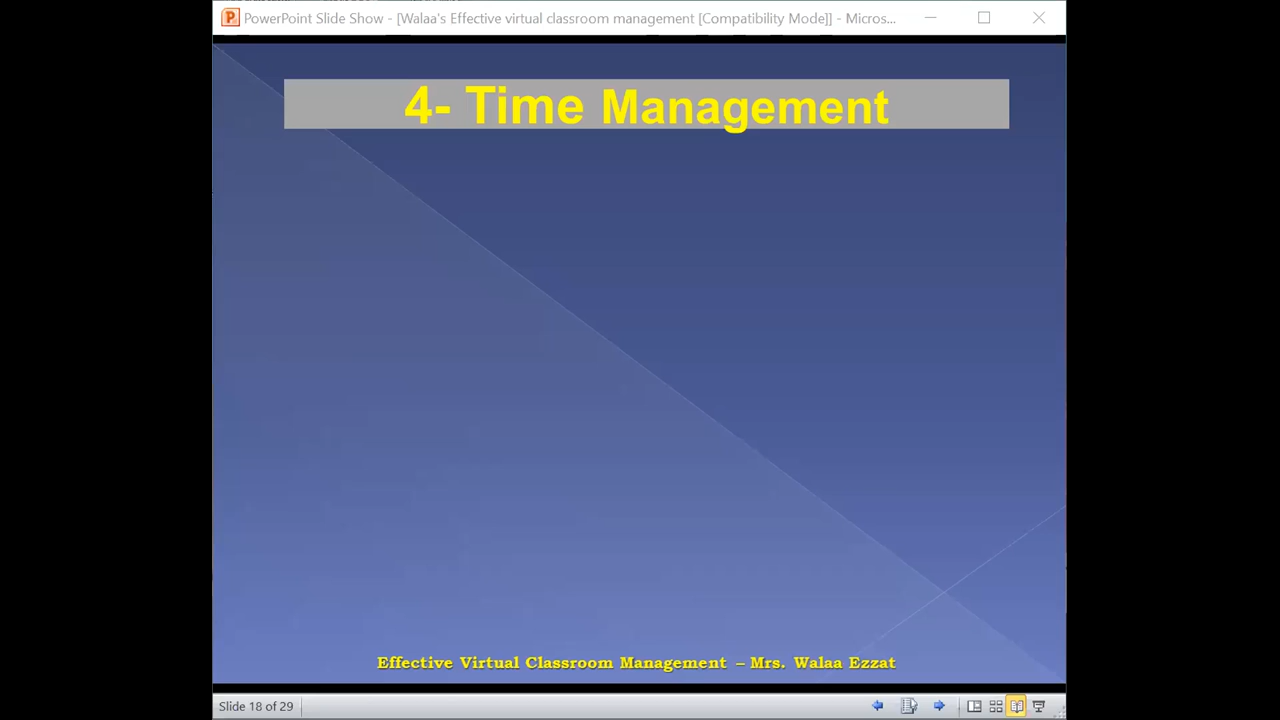 PowerPoint Slide Show - [Walaa's Effective virtual classroom management [Compatibility Mode]] - Micros...
4- Time Management
Effective Virtual Classroom Management – Mrs. Walaa Ezzat
Slide 18 of 29